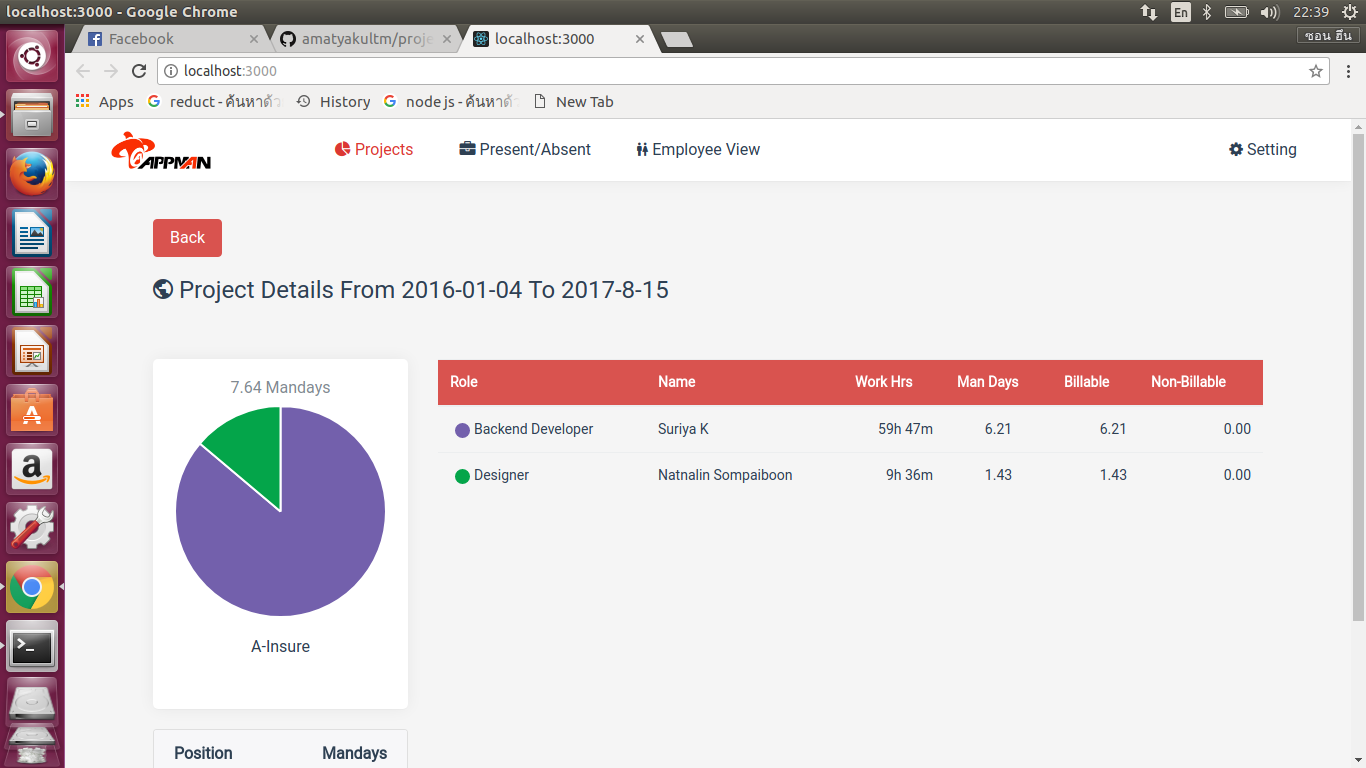 localhost:3000 - Google Chrome
En
22:39
Facebook
amatyakultm/proje
localhost:3000
ซอน ฮึน
localhost:3000
Apps
reduct - ค้นหาด้ว
History
node js - ค้นหาด้
New Tab
APPMAN
Projects
Present/Absent
Employee View
Setting
Back
Project Details From 2016-01-04 To 2017-8-15
7.64 Mandays
A-Insure
Role Name Work Hrs Man Days Billable Non-Billable
Backend Developer Suriya K 59h 47m 6.21 6.21 0.00
Designer Natnalin Sompaiboon 9h 36m 1.43 1.43 0.00
Position Mandays